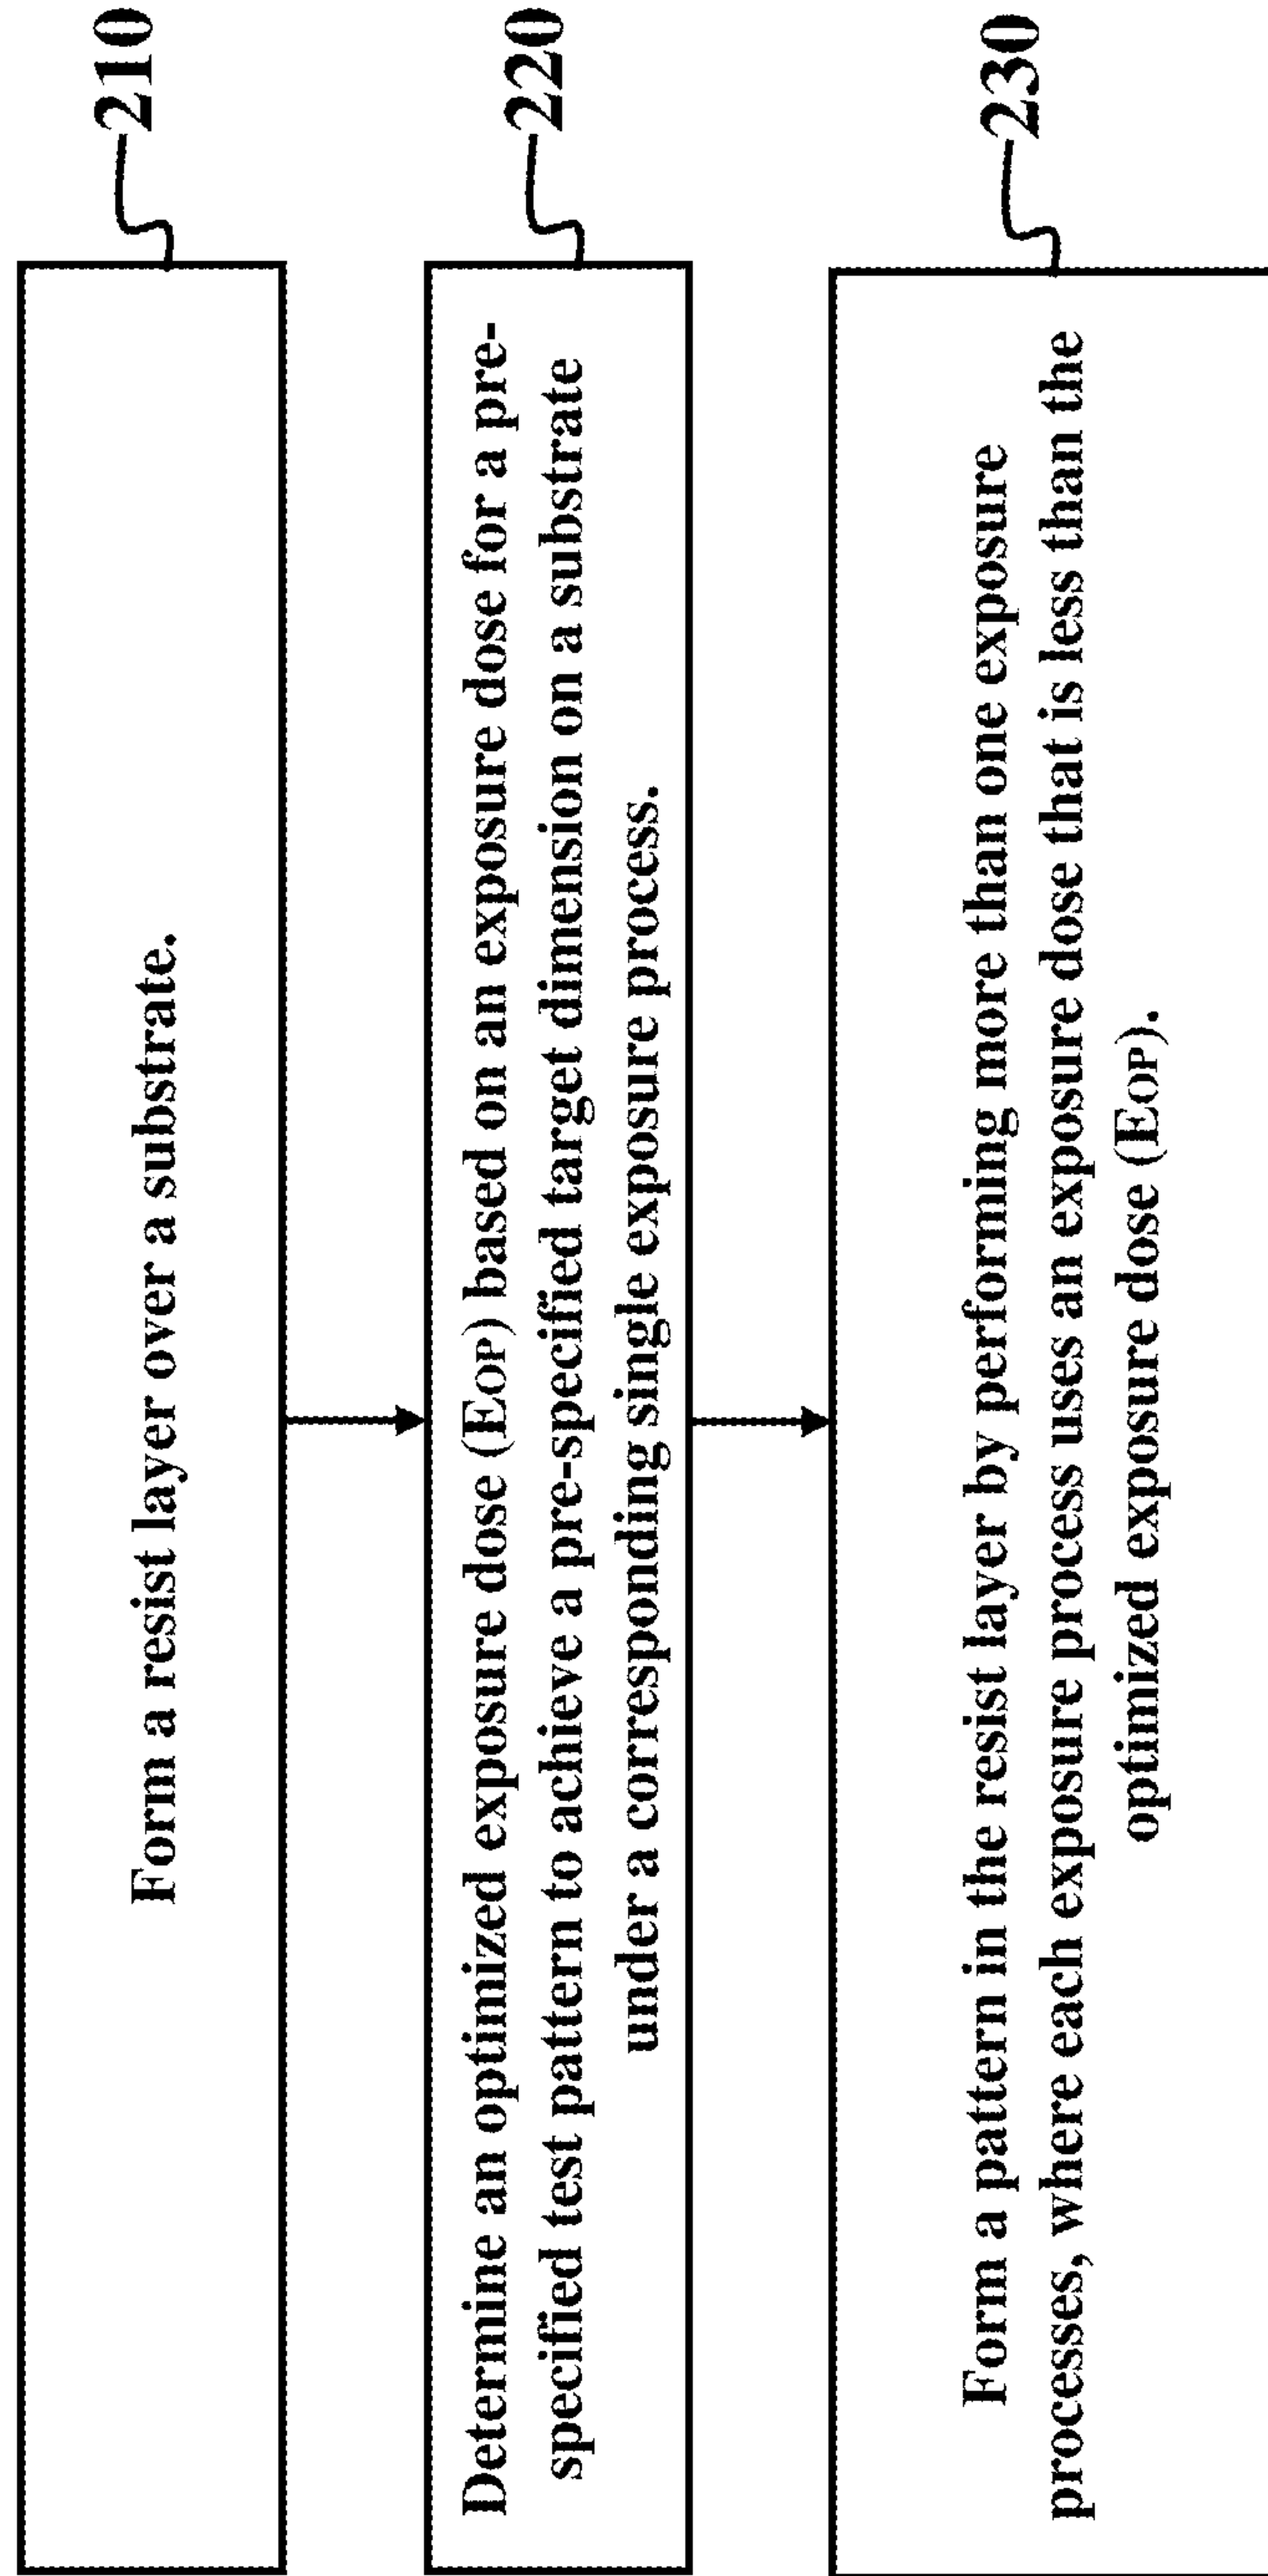 Form a resist layer over a substrate.
210
Determine an optimized exposure dose (EOP) based on an exposure dose for a pre-
specified test pattern to achieve a pre-specified target dimension on a substrate
under a corresponding single exposure process.
220
Form a pattern in the resist layer by performing more than one exposure
processes, where each exposure process uses an exposure dose that is less than the
optimized exposure dose (EOP).
230